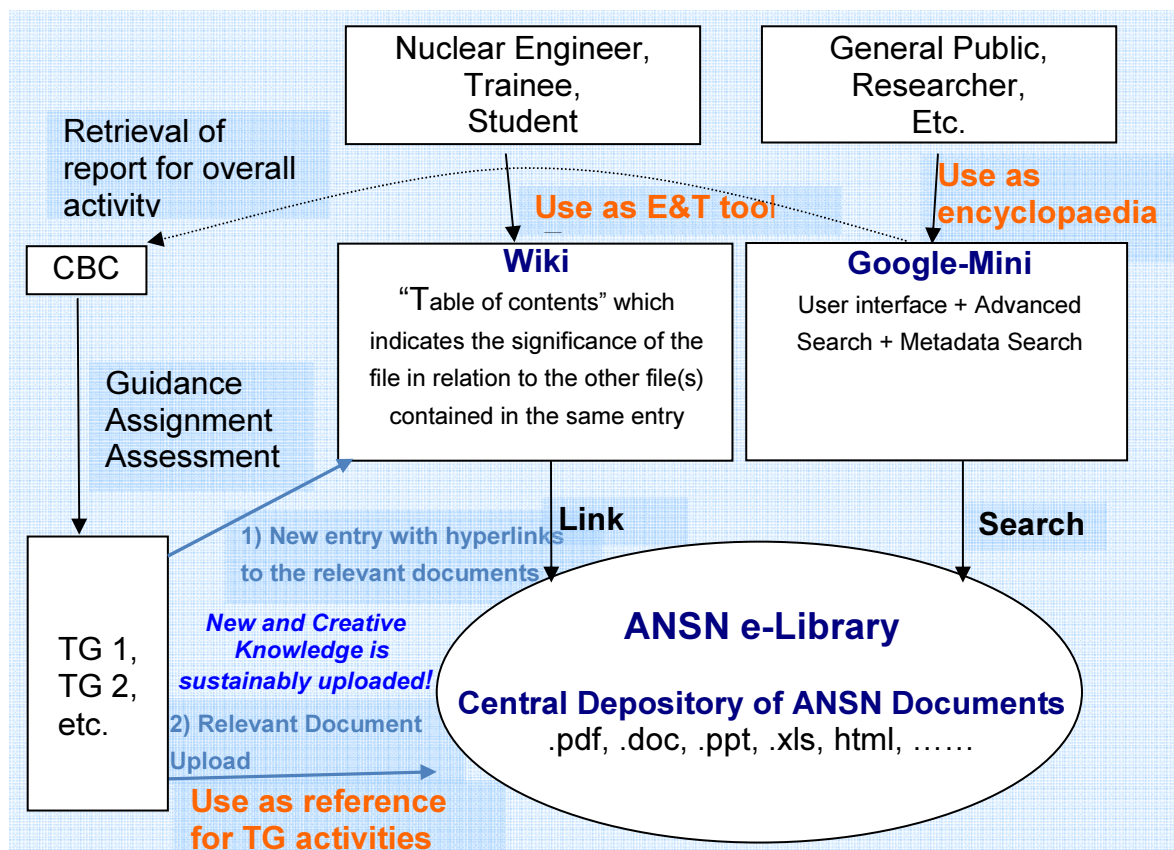 Nuclear Engineer,
Trainee,
Student
General Public,
Researcher,
Etc.
Retrieval of
report for overall
activity
Use as E&T tool
Use as
encyclopaedia
CBC
Wiki
“Table of contents” which
indicates the significance of the
file in relation to the other file(s)
contained in the same entry
Google-Mini
User interface + Advanced
Search + Metadata Search
Guidance
Assignment
Assessment
Link
Search
1) New entry with hyperlinks
to the relevant documents
New and Creative
Knowledge is
sustainably uploaded!
TG 1,
TG 2,
etc.
2) Relevant Document
Upload
Use as reference
for TG activities
ANSN e-Library
Central Depository of ANSN Documents
.pdf, .doc, .ppt, .xls, html, ……